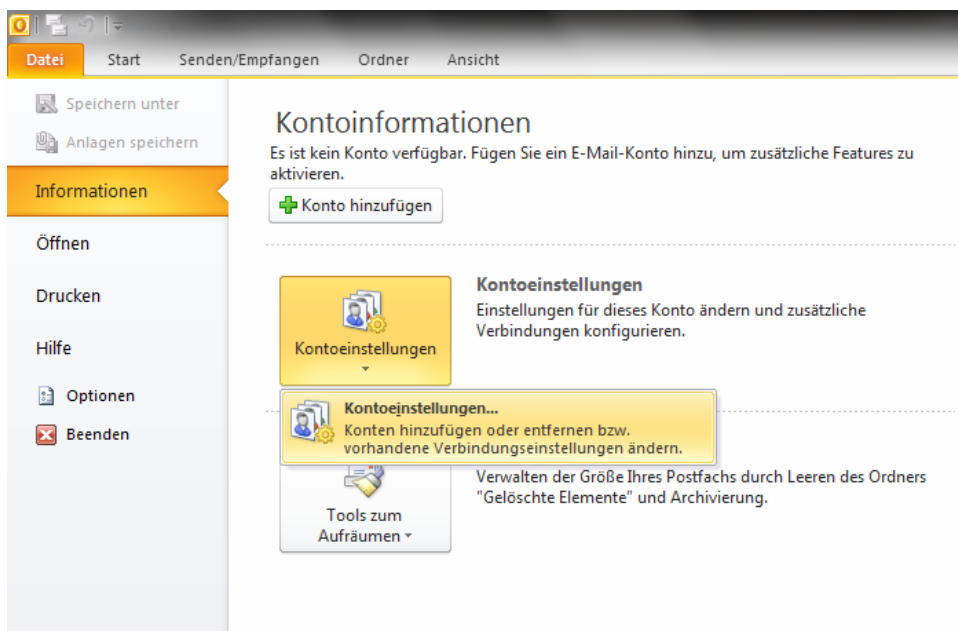 Datei Start Senden/Empfangen Ordner Ansicht
Speichern unter
Anlagen speichern
Informationen
Öffnen
Drucken
Hilfe
Optionen
Beenden
Kontoinformationen
Es ist kein Konto verfügbar. Fügen Sie ein E-Mail-Konto hinzu, um zusätzliche Features zu
aktivieren.
Konto hinzufügen
Kontoeinstellungen
Kontoeinstellungen
Einstellungen für dieses Konto ändern und zusätzliche
Verbindungen konfigurieren.
Kontoeinstellungen...
Konten hinzufügen oder entfernen bzw.
vorhandene Verbindungseinstellungen ändern.
Tools zum
Aufräumen
Verwalten der Größe Ihres Postfachs durch Leeren des Ordners
"Gelöschte Elemente" und Archivierung.